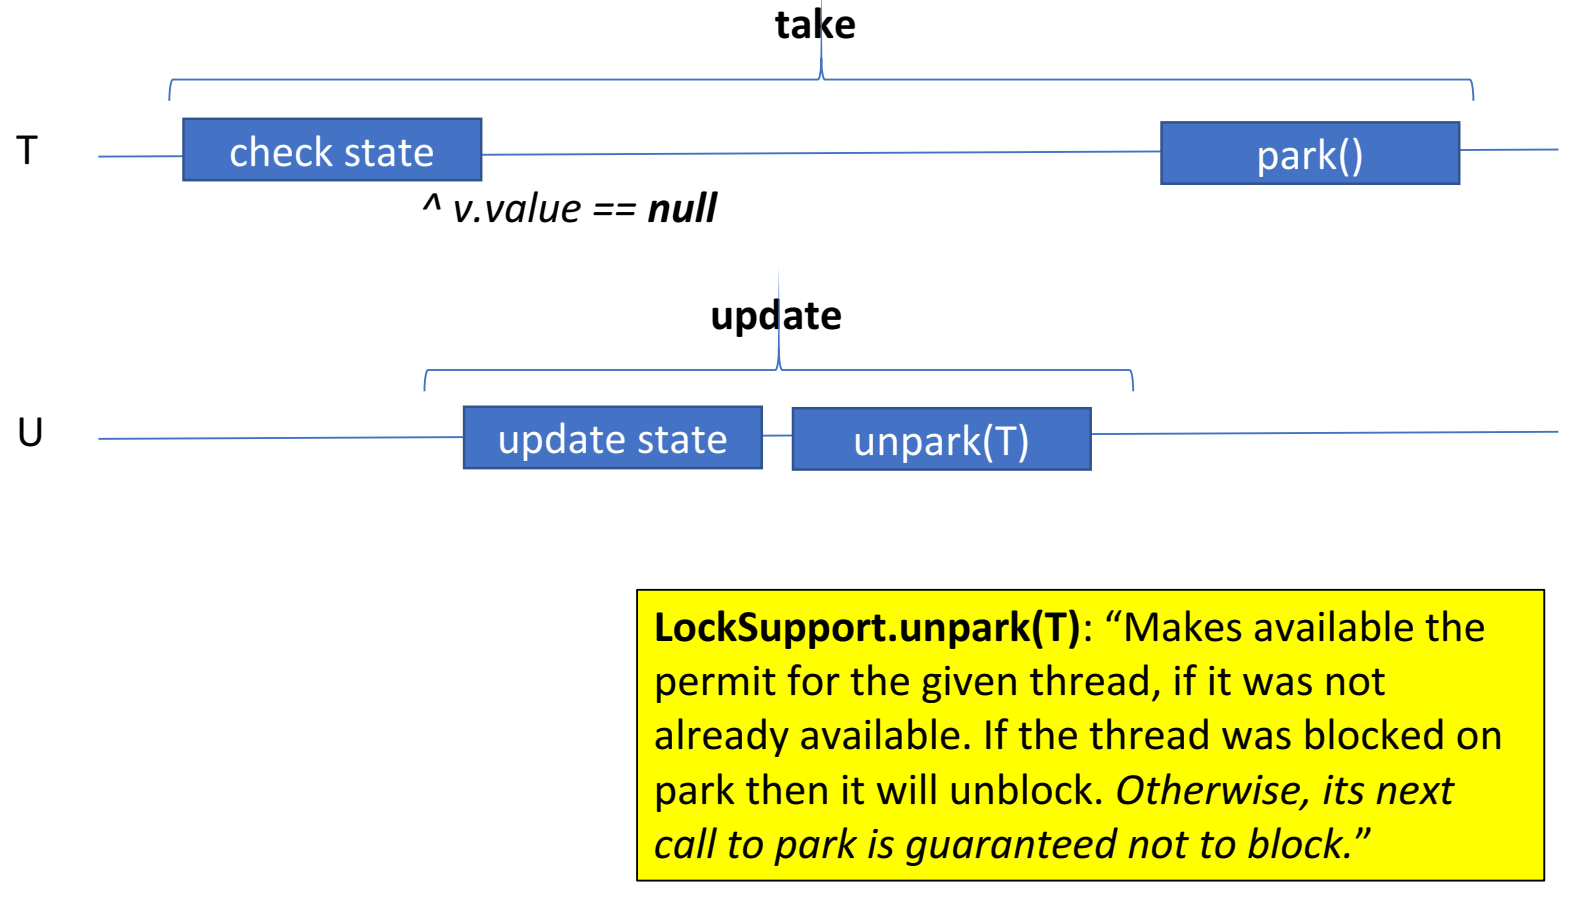 take
T
check state
park()
^ v.value == null
update
U
update state
unpark(T)
LockSupport.unpark(T): “Makes available the
permit for the given thread, if it was not
already available. If the thread was blocked on
park then it will unblock. Otherwise, its next
call to park is guaranteed not to block.”